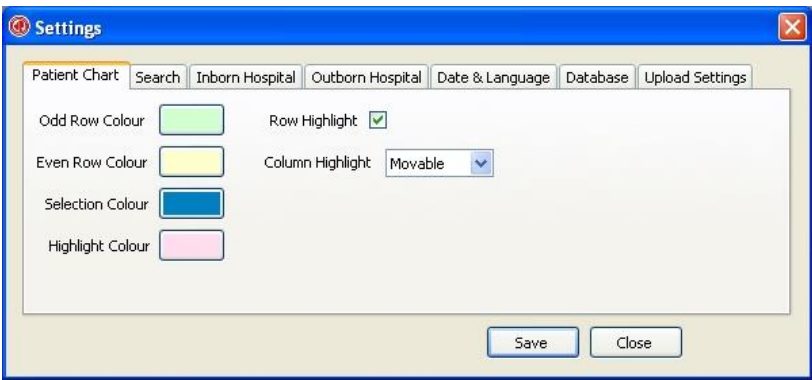 Settings
Patient Chart Search Inborn Hospital Outborn Hospital Date & Language Database Upload Settings
Odd Row Colour Row Highlight
Even Row Colour Column Highlight Movable
Selection Colour
Highlight Colour
Save Close